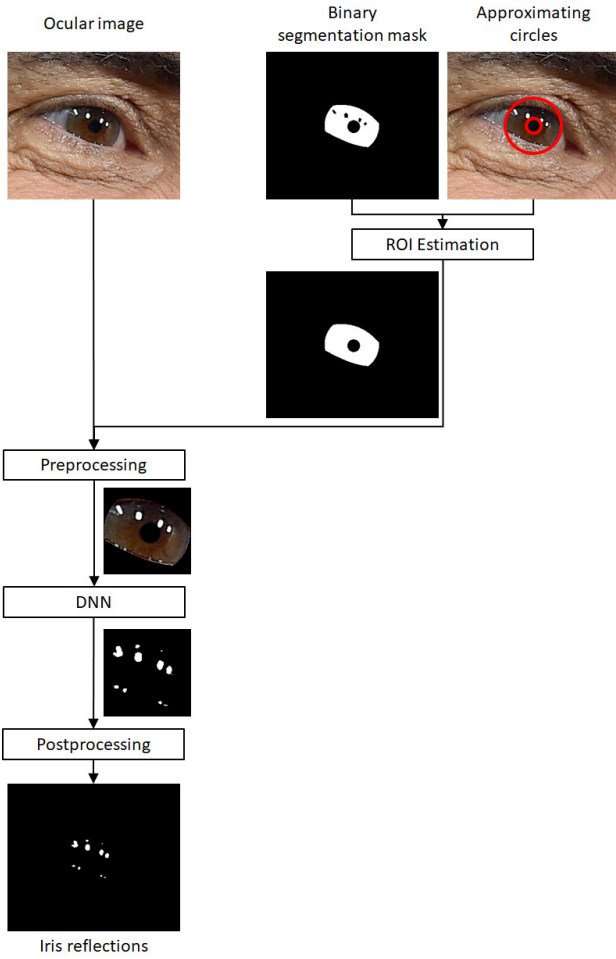 Ocular image
Binary
segmentation mask
Approximating
circles
ROI Estimation
Preprocessing
DNN
Postprocessing
Iris reflections